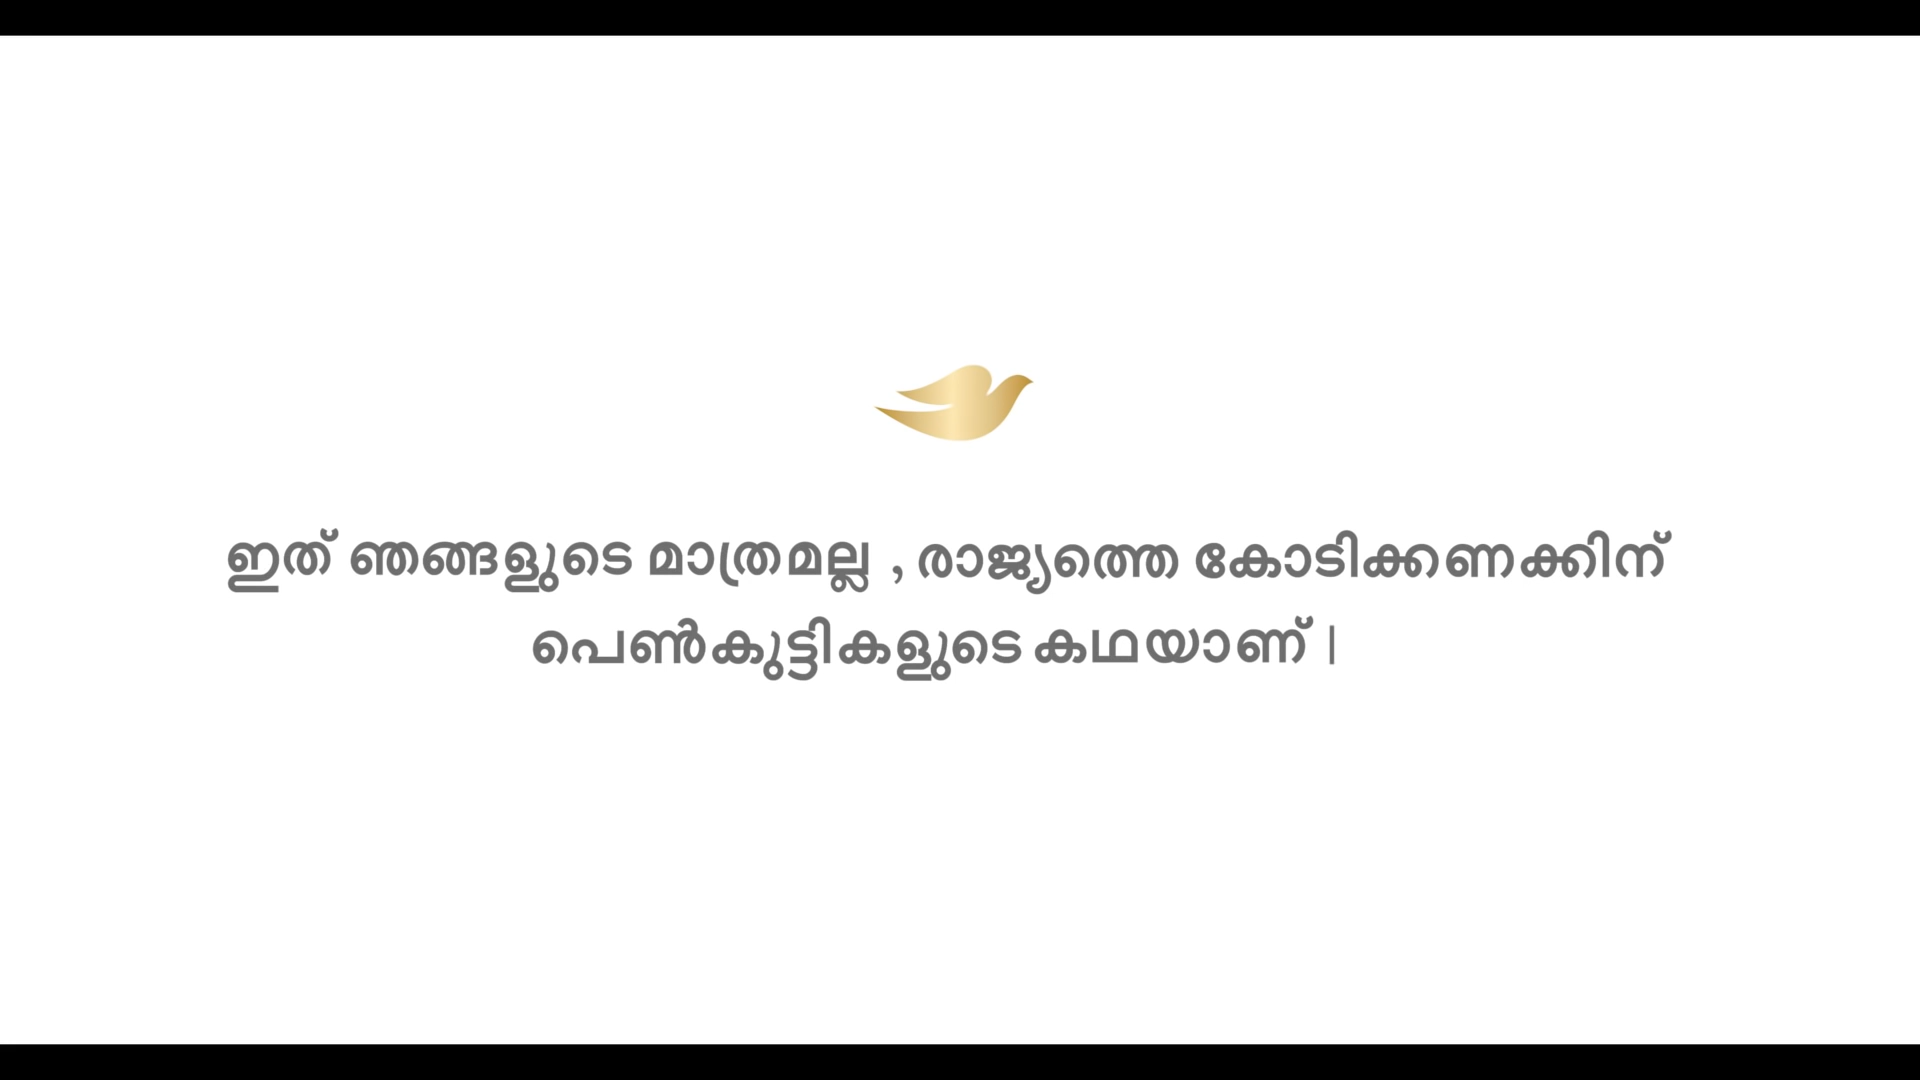 ഇത് ഞങ്ങളുടെ മാത്രമല്ല , രാജ്യത്തെ കോടിക്കണക്കിന്
പെൺകുട്ടികളുടെ കഥയാണ് |